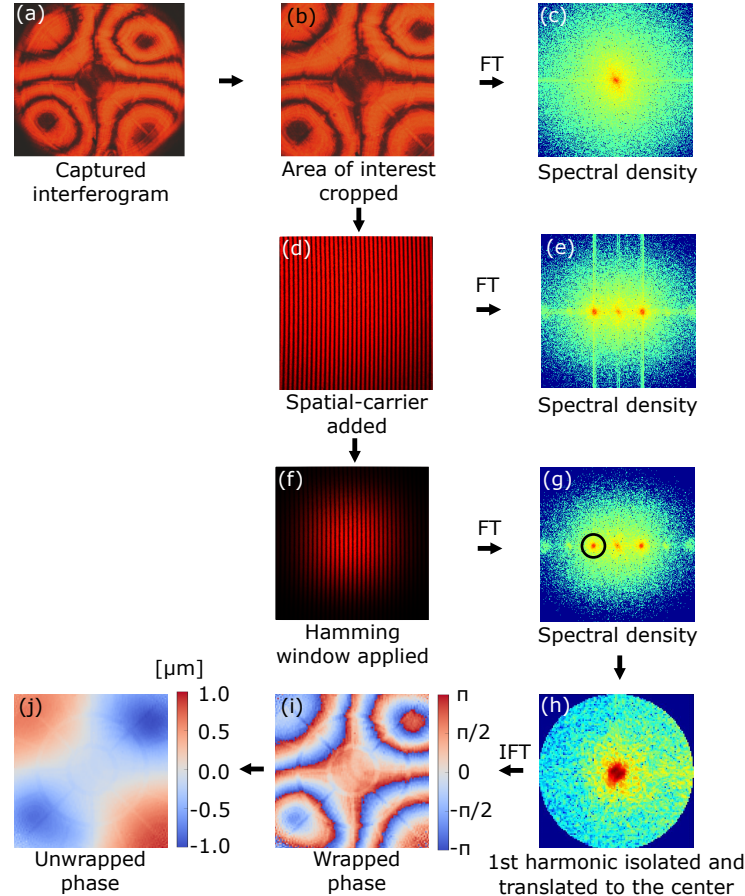 (a)
(b)
(c)
FT
Captured
interferogram
Area of interest
cropped
Spectral density
(d)
(e)
FT
Spatial-carrier
added
Spectral density
(f)
(g)
FT
Hamming
window applied
Spectral density
[μm]
(j)
1.0
0.5
0.0
-0.5
-1.0
(i)
π
π/2
0
-π/2
-π
IFT
(h)
Unwrapped
phase
Wrapped
phase
1st harmonic isolated and
translated to the center